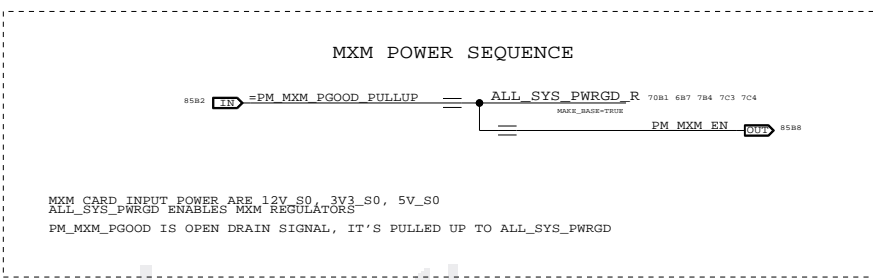 MXM POWER SEQUENCE
85B2 IN =PM_MXM_PGOOD_PULLUP ALL_SYS_PWRGD_R 70B1 6B7 7B4 7C3 7C4
MAKE_BASE=TRUE
PM_MXM_EN OUT 85B8
MXM CARD INPUT POWER ARE 12V_S0, 3V3_S0, 5V_S0
ALL_SYS_PWRGD ENABLES MXM REGULATORS
PM_MXM_PGOOD IS OPEN DRAIN SIGNAL, IT'S PULLED UP TO ALL_SYS_PWRGD